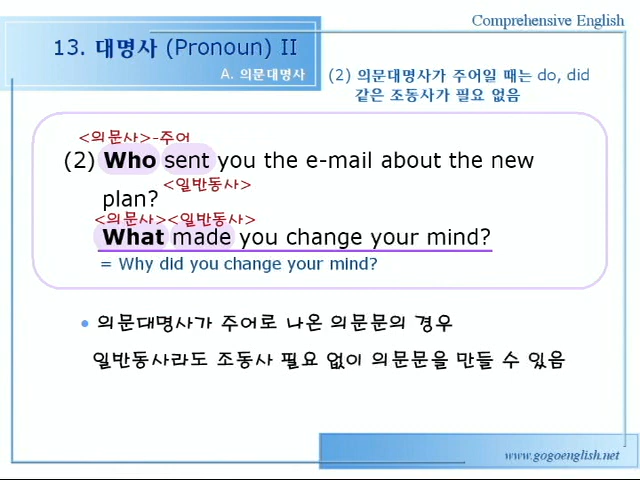 Comprehensive English
13. 대명사 (Pronoun) II
A. 의문대명사
(2) 의문대명사가 주어일 때는 do, did
같은 조동사가 필요 없음
<의문사>-주어
(2) Who sent you the e-mail about the new
<일반동사>
plan?
<의문사><일반동사>
What made you change your mind?
= Why did you change your mind?
• 의문대명사가 주어로 나온 의문문의 경우
일반동사라도 조동사 필요 없이 의문문을 만들 수 있음
www.gogoenglish.net